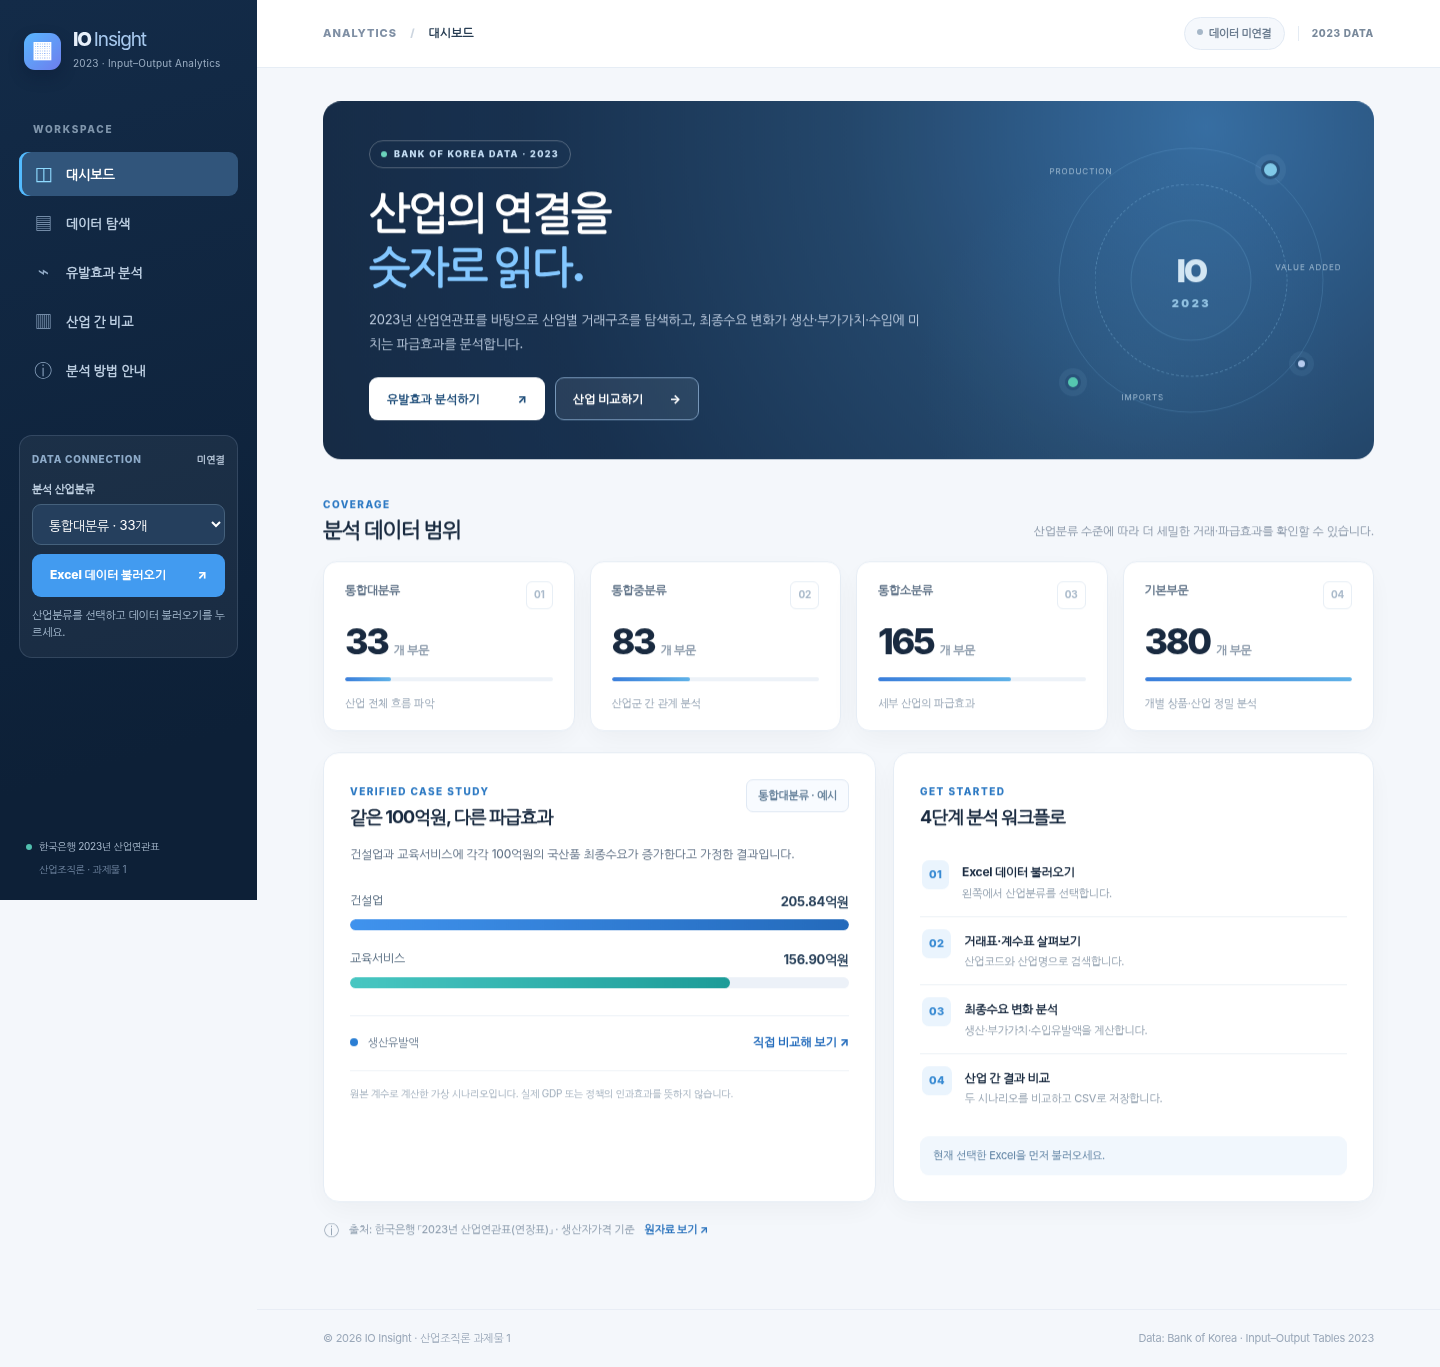 IO Insight
2023 · Input–Output Analytics
WORKSPACE
대시보드
데이터 탐색
유발효과 분석
산업 간 비교
분석 방법 안내
DATA CONNECTION
미연결
분석 산업분류
통합대분류 · 33개
Excel 데이터 불러오기 ↗
산업분류를 선택하고 데이터 불러오기를 누
르세요.
한국은행 2023년 산업연관표
산업조직론 · 과제물 1
ANALYTICS / 대시보드
데이터 미연결
2023 DATA
BANK OF KOREA DATA · 2023
산업의 연결을
숫자로 읽다.
2023년 산업연관표를 바탕으로 산업별 거래구조를 탐색하고, 최종수요 변화가 생산·부가가치·수입에 미
치는 파급효과를 분석합니다.
유발효과 분석하기 ↗
산업 비교하기 →
PRODUCTION
VALUE ADDED
IO
2023
IMPORTS
COVERAGE
분석 데이터 범위
산업분류 수준에 따라 더 세밀한 거래·파급효과를 확인할 수 있습니다.
통합대분류
01
33 개 부문
산업 전체 흐름 파악
통합중분류
02
83 개 부문
산업군 간 관계 분석
통합소분류
03
165 개 부문
세부 산업의 파급효과
기본부문
04
380 개 부문
개별 상품·산업 정밀 분석
VERIFIED CASE STUDY
같은 100억원, 다른 파급효과
통합대분류 · 예시
건설업과 교육서비스에 각각 100억원의 국산품 최종수요가 증가한다고 가정한 결과입니다.
건설업
205.84억원
교육서비스
156.90억원
생산유발액
직접 비교해 보기 ↗
원본 계수로 계산한 가상 시나리오입니다. 실제 GDP 또는 정책의 인과효과를 뜻하지 않습니다.
GET STARTED
4단계 분석 워크플로
01
Excel 데이터 불러오기
왼쪽에서 산업분류를 선택합니다.
02
거래표·계수표 살펴보기
산업코드와 산업명으로 검색합니다.
03
최종수요 변화 분석
생산·부가가치·수입유발액을 계산합니다.
04
산업 간 결과 비교
두 시나리오를 비교하고 CSV로 저장합니다.
현재 선택한 Excel을 먼저 불러오세요.
출처: 한국은행 「2023년 산업연관표(연장표)」 · 생산자가격 기준 원자료 보기 ↗
© 2026 IO Insight · 산업조직론 과제물 1
Data: Bank of Korea · Input–Output Tables 2023